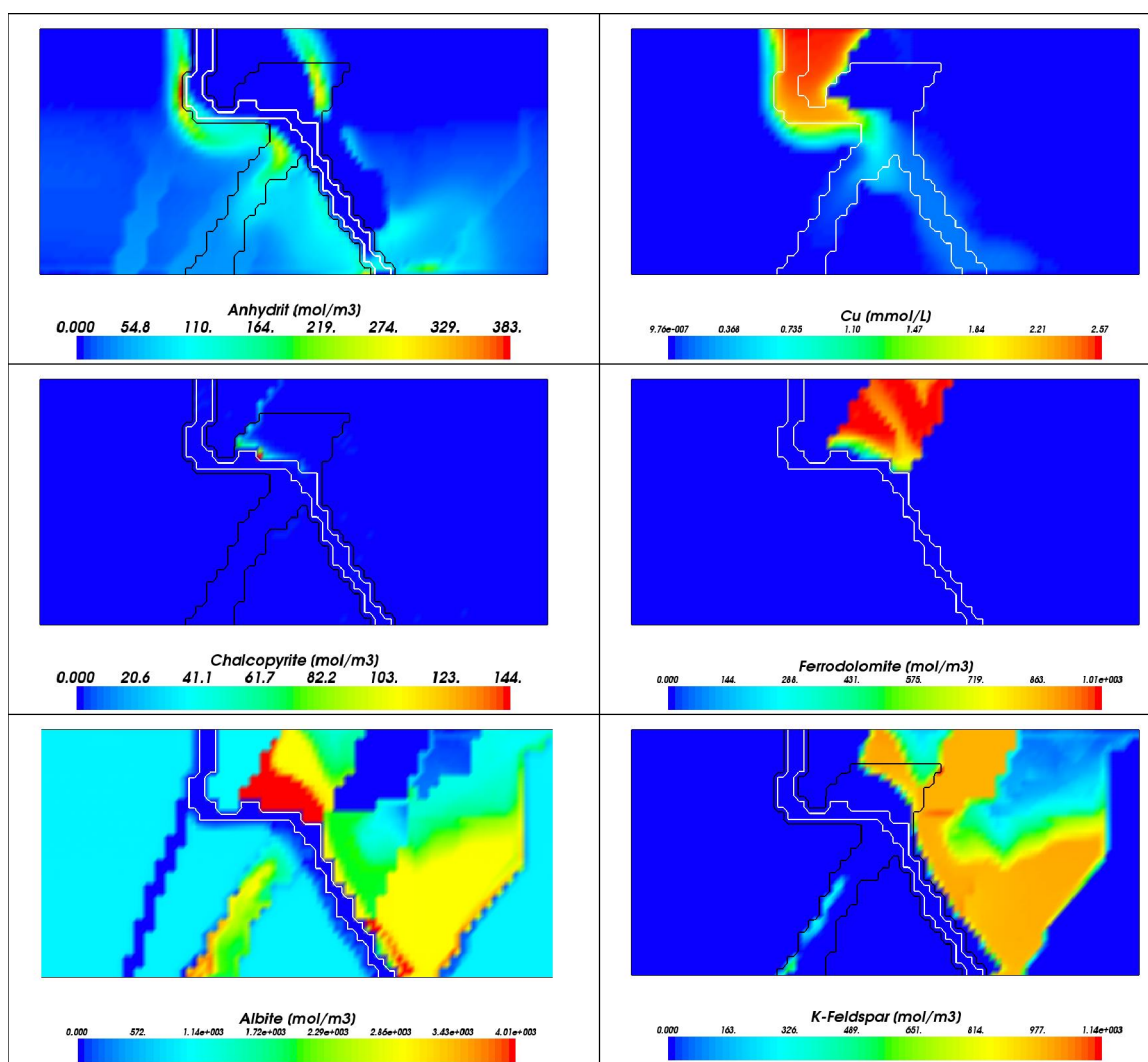 Anhydrit (mol/m3)
0.000 54.8 110. 164. 219. 274. 329. 383.
Cu (mmol/L)
9.76e-007 0.368 0.735 1.10 1.47 1.84 2.21 2.57
Chalcopyrite (mol/m3)
0.000 20.6 41.1 61.7 82.2 103. 123. 144.
Ferrodolomite (mol/m3)
0.000 144. 288. 431. 575. 719. 863. 1.01e+003
Albite (mol/m3)
0.000 572. 1.14e+003 1.72e+003 2.29e+003 2.86e+003 3.43e+003 4.01e+003
K-Feldspar (mol/m3)
0.000 163. 326. 489. 651. 814. 977. 1.14e+003